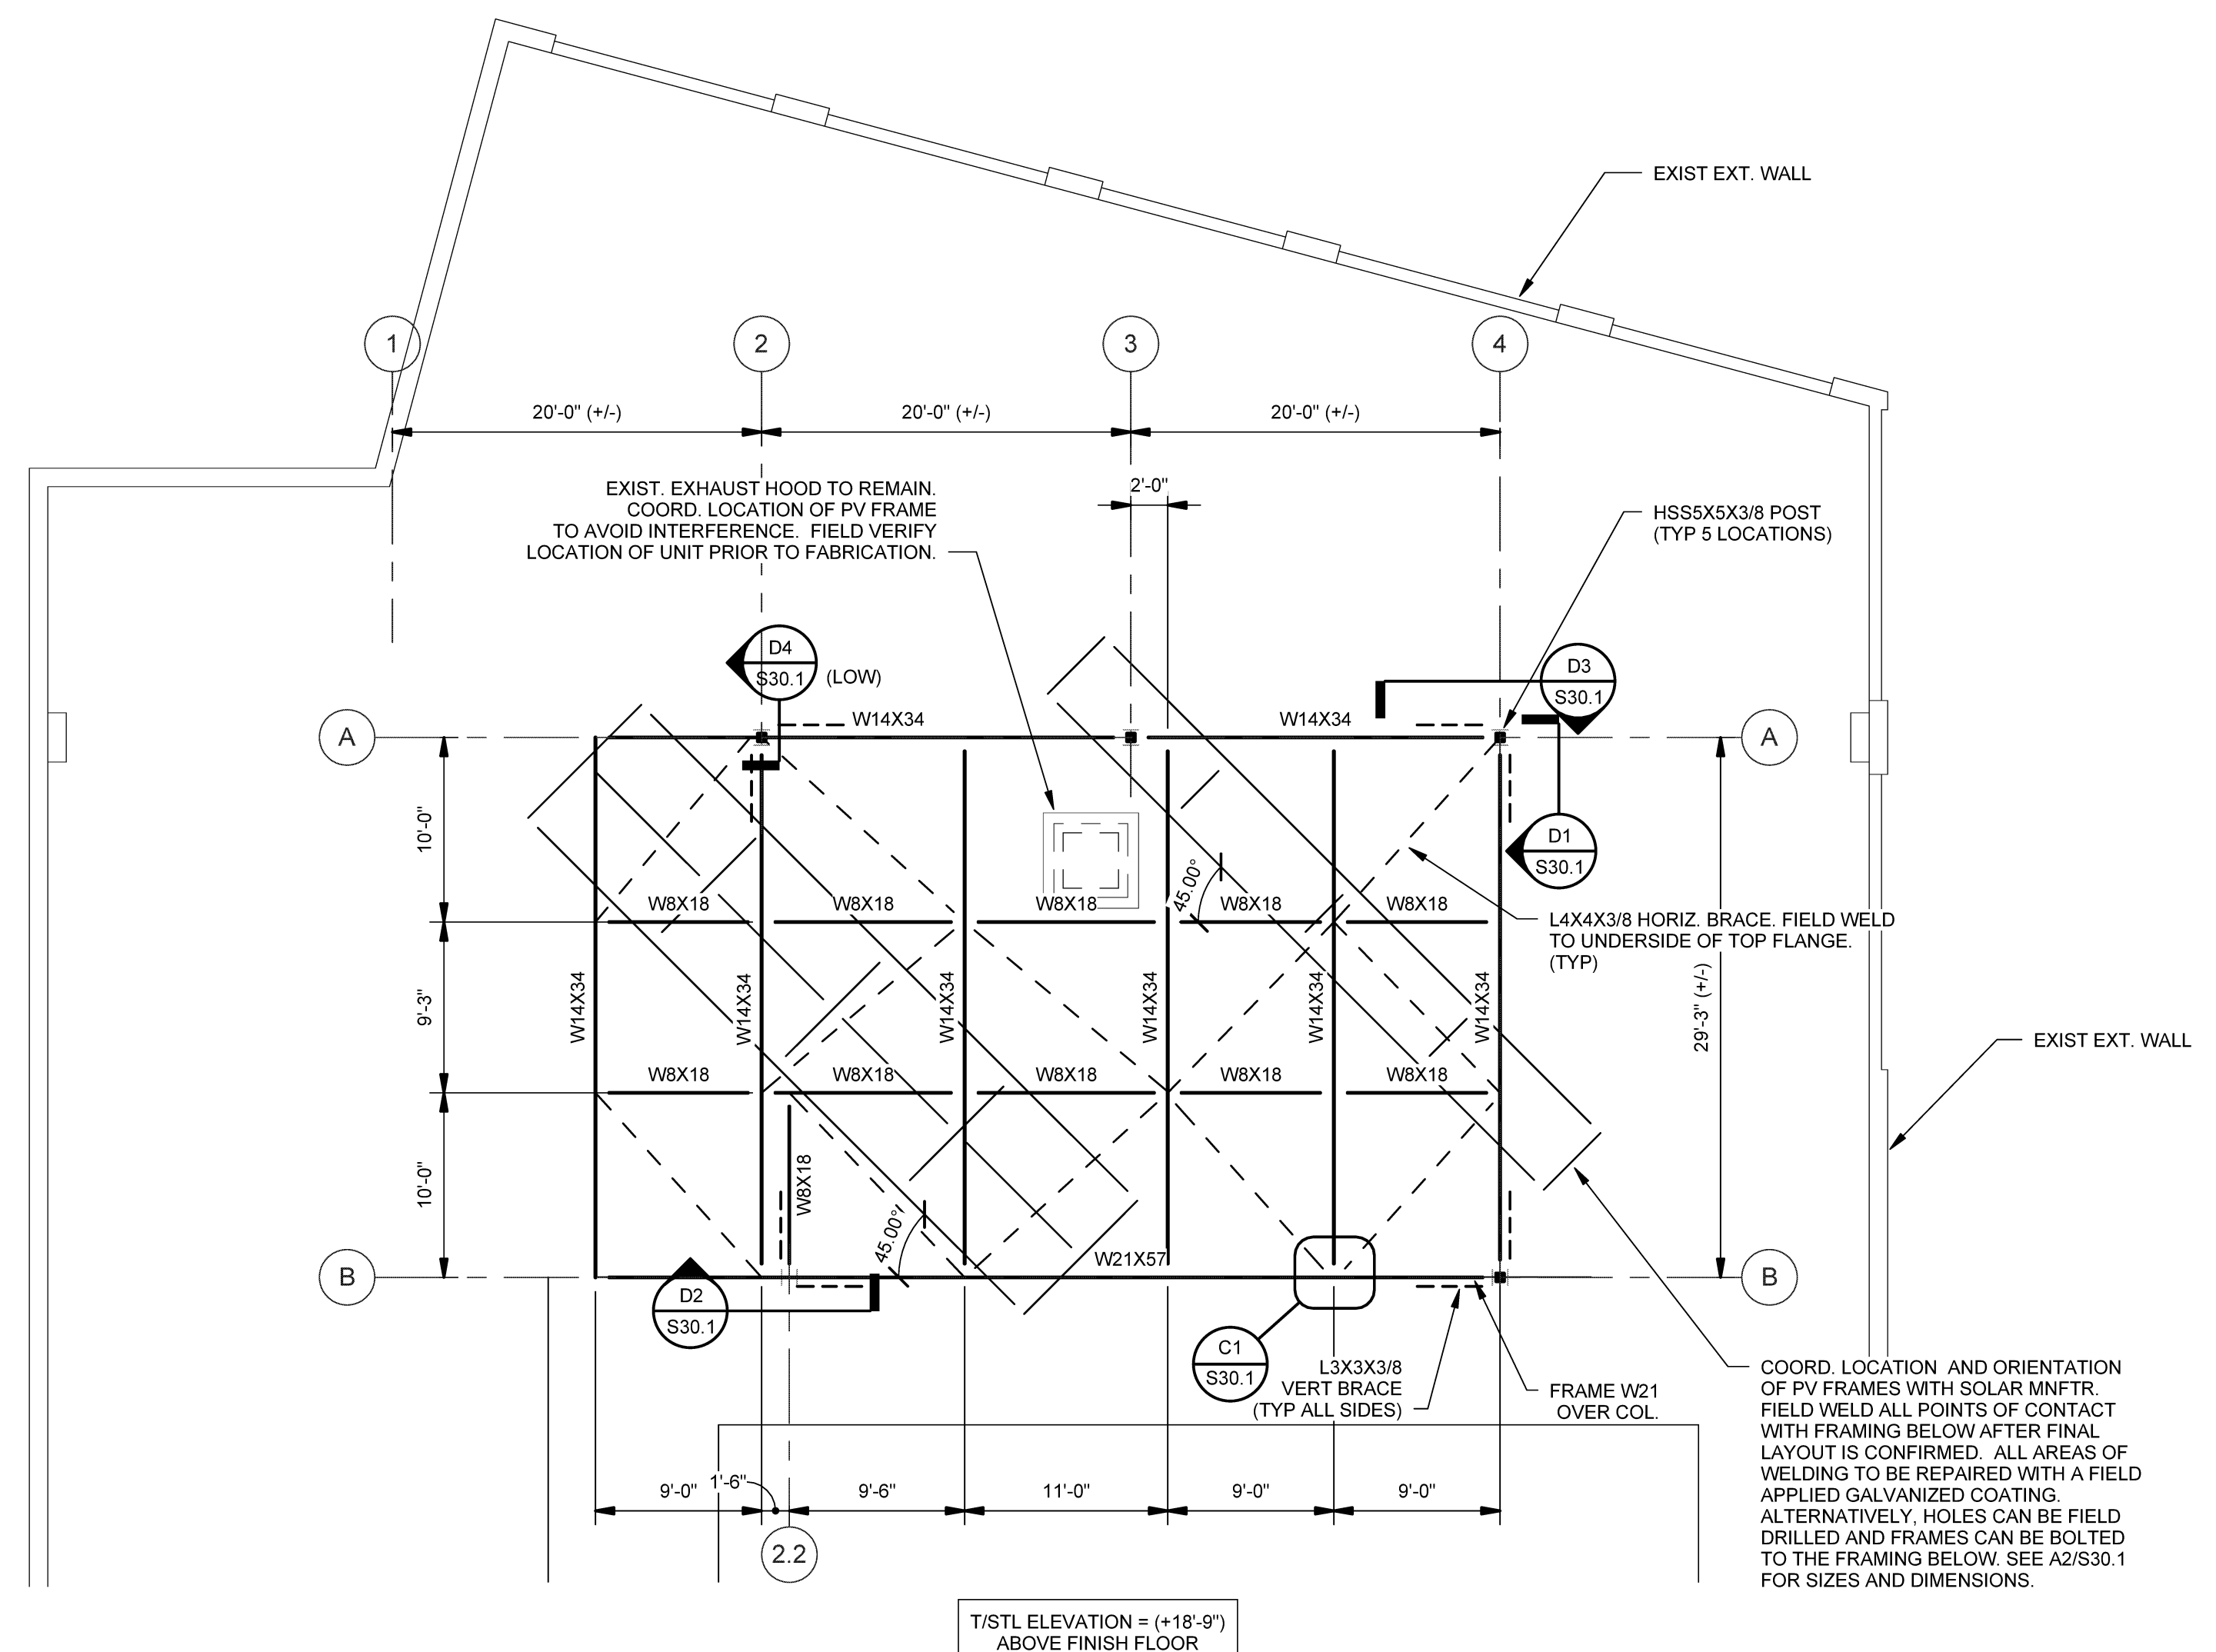 EXIST EXT. WALL
1
2
3
4
20'-0" (+/-)
20'-0" (+/-)
20'-0" (+/-)
2'-0"
EXIST. EXHAUST HOOD TO REMAIN.
COORD. LOCATION OF PV FRAME
TO AVOID INTERFERENCE. FIELD VERIFY
LOCATION OF UNIT PRIOR TO FABRICATION.
HSS5X5X3/8 POST
(TYP 5 LOCATIONS)
D4
S30.1
(LOW)
D3
S30.1
W14X34
W14X34
A
A
10'-0"
D1
S30.1
45.00°
W8X18
W8X18
W8X18
W8X18
W8X18
L4X4X3/8 HORIZ. BRACE. FIELD WELD
TO UNDERSIDE OF TOP FLANGE.
(TYP)
9'-3"
W14X34
W14X34
W14X34
W14X34
W14X34
W14X34
29'-3" (+/-)
EXIST EXT. WALL
W8X18
W8X18
W8X18
W8X18
W8X18
10'-0"
W8X18
45.00°
W21X57
B
B
D2
S30.1
C1
S30.1
L3X3X3/8
VERT BRACE
(TYP ALL SIDES)
FRAME W21
OVER COL.
COORD. LOCATION AND ORIENTATION
OF PV FRAMES WITH SOLAR MNFTR.
FIELD WELD ALL POINTS OF CONTACT
WITH FRAMING BELOW AFTER FINAL
LAYOUT IS CONFIRMED. ALL AREAS OF
WELDING TO BE REPAIRED WITH A FIELD
APPLIED GALVANIZED COATING.
ALTERNATIVELY, HOLES CAN BE FIELD
DRILLED AND FRAMES CAN BE BOLTED
TO THE FRAMING BELOW. SEE A2/S30.1
FOR SIZES AND DIMENSIONS.
9'-0"
1'-6"
9'-6"
11'-0"
9'-0"
9'-0"
2.2
T/STL ELEVATION = (+18'-9")
ABOVE FINISH FLOOR